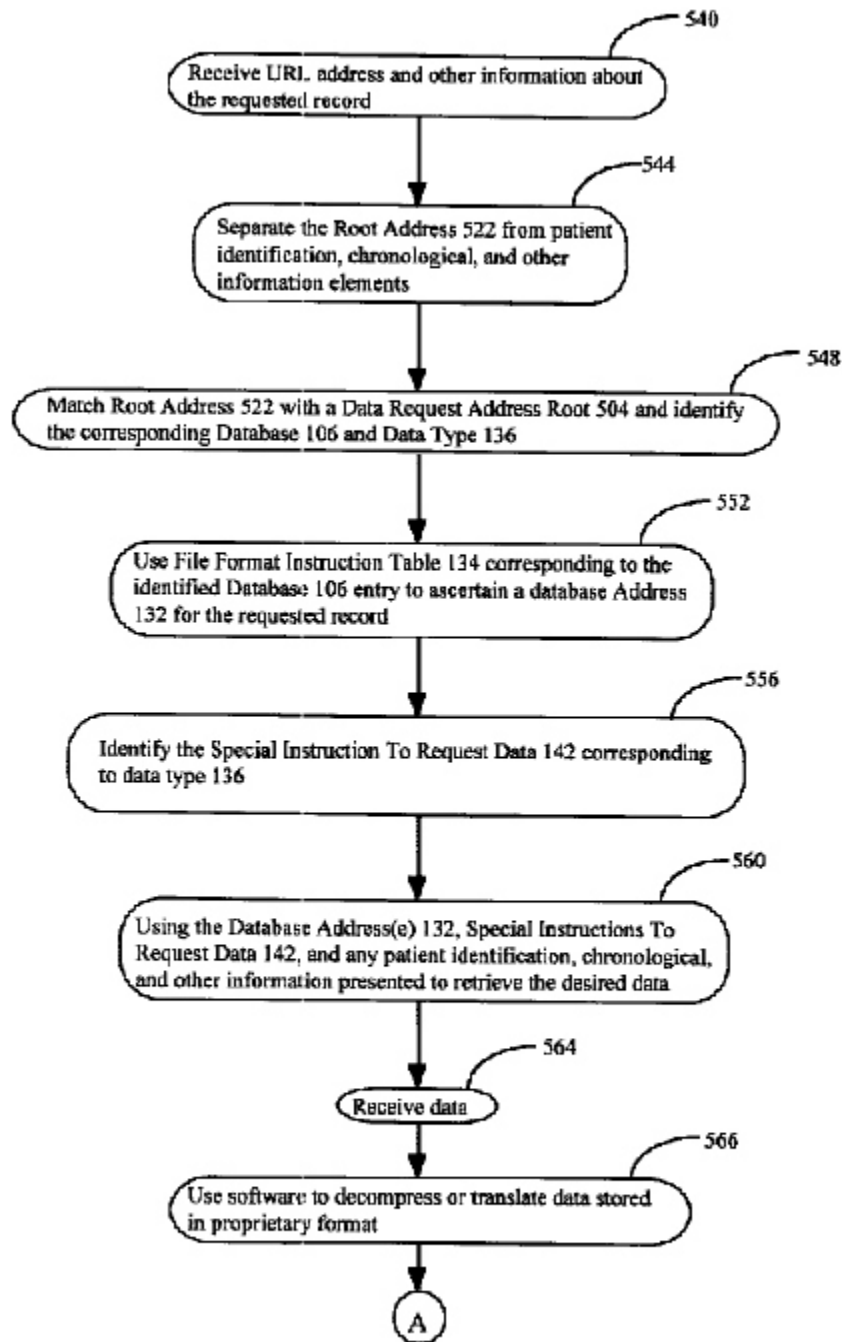 540
Receive URL address and other information about
the requested record
544
Separate the Root Address 522 from patient
identification, chronological, and other
information elements
548
Match Root Address 522 with a Data Request Address Root 504 and identify
the corresponding Database 106 and Data Type 136
552
Use File Format Instruction Table 134 corresponding to the
identified Database 106 entry to ascertain a database Address
132 for the requested record
556
Identify the Special Instruction To Request Data 142 corresponding
to data type 136
560
Using the Database Address(e) 132, Special Instructions To
Request Data 142, and any patient identification, chronological,
and other information presented to retrieve the desired data
564
Receive data
566
Use software to decompress or translate data stored
in proprietary format
A